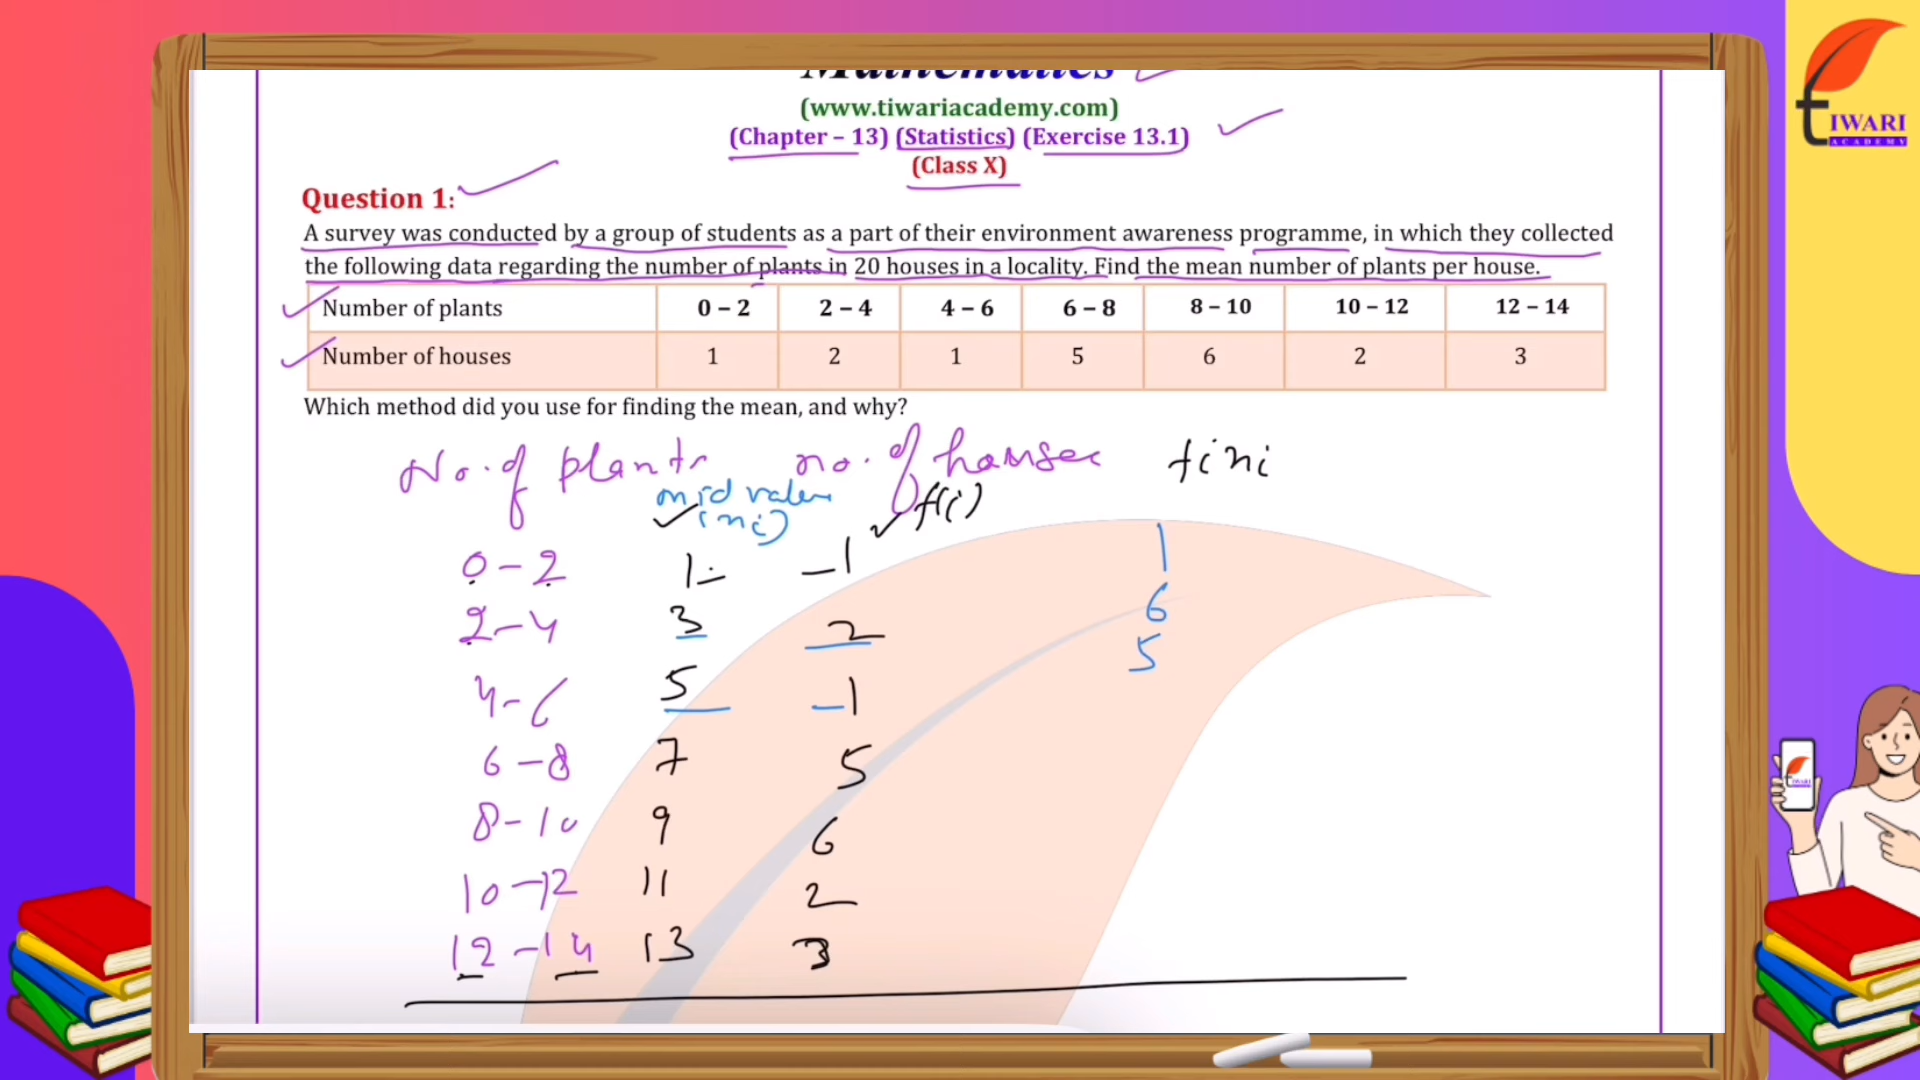 Mathematics
(www.tiwariacademy.com)
(Chapter – 13) (Statistics) (Exercise 13.1)
(Class X)
TIWARI
ACADEMY
Question 1:
A survey was conducted by a group of students as a part of their environment awareness programme, in which they collected
the following data regarding the number of plants in 20 houses in a locality. Find the mean number of plants per house.
Number of plants 0 – 2 2 – 4 4 – 6 6 – 8 8 – 10 10 – 12 12 – 14
Number of houses 1 2 1 5 6 2 3
Which method did you use for finding the mean, and why?
No. of plants no. of houses fixi
mid value (xi) f(i)
0 – 2 1 – 1 1
2 – 4 3 2 6
4 – 6 5 – 1 5
6 – 8 7 5
8 – 10 9 6
10 – 12 11 2
12 – 14 13 3